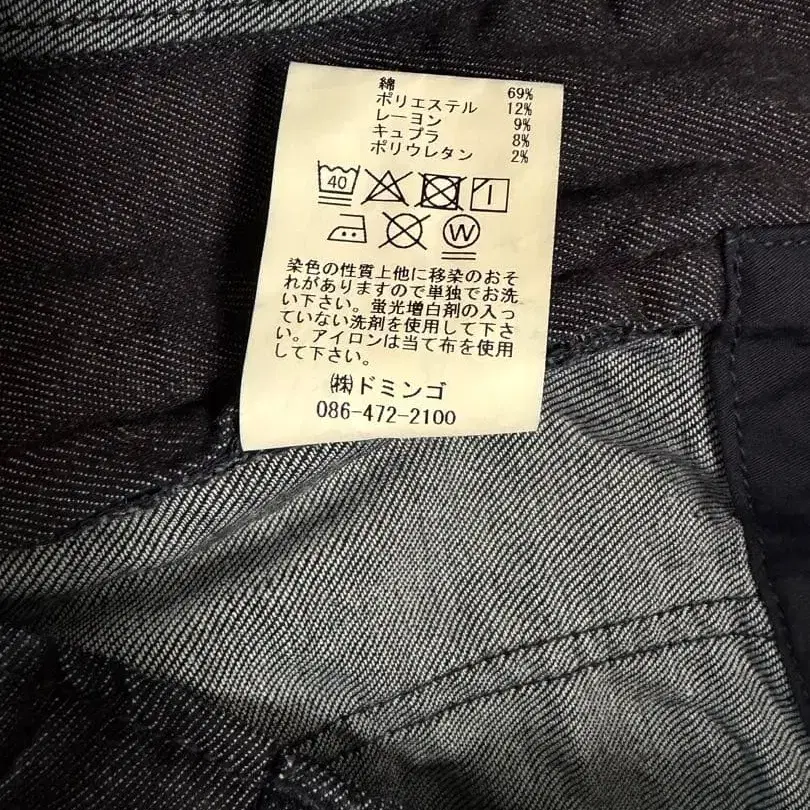 綿 69%
ポリエステル 12%
レーヨン 9%
キュプラ 8%
ポリウレタン 2%
40
W
染色の性質上他に移染のおそ
れがありますので単独でお洗
い下さい。蛍光増白剤の入っ
ていない洗剤を使用して下さ
い。アイロンは当て布を使用
して下さい。
㈱ドミンゴ
086-472-2100